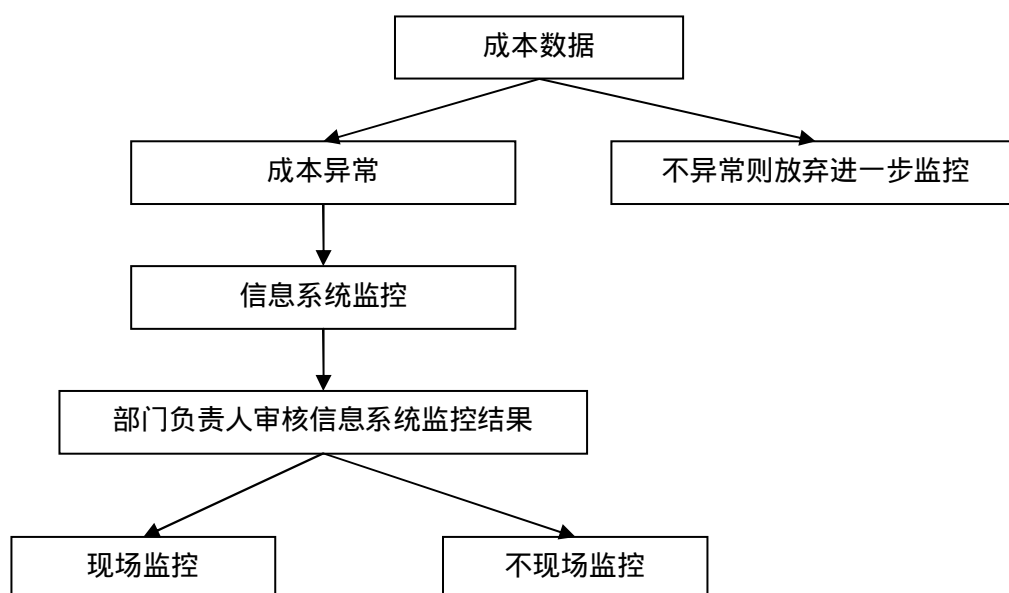 成本数据
成本异常
不异常则放弃进一步监控
信息系统监控
部门负责人审核信息系统监控结果
现场监控
不现场监控